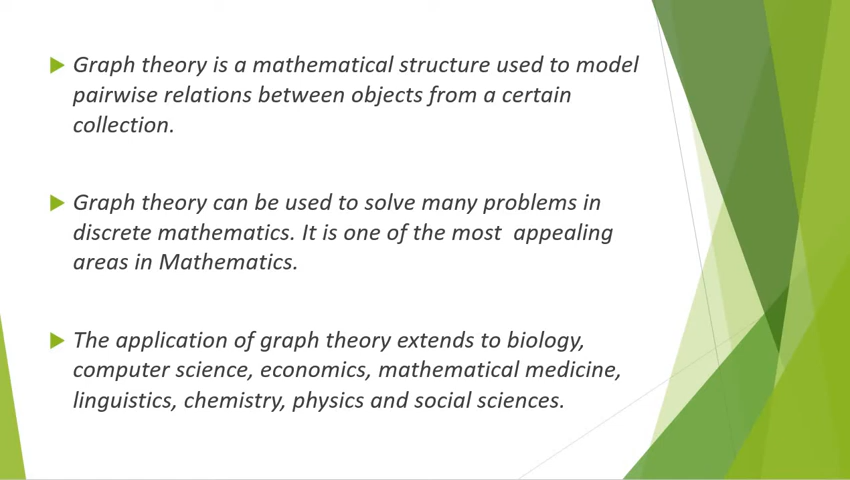 Graph theory is a mathematical structure used to model
pairwise relations between objects from a certain
collection.
Graph theory can be used to solve many problems in
discrete mathematics. It is one of the most  appealing
areas in Mathematics.
The application of graph theory extends to biology,
computer science, economics, mathematical medicine,
linguistics, chemistry, physics and social sciences.